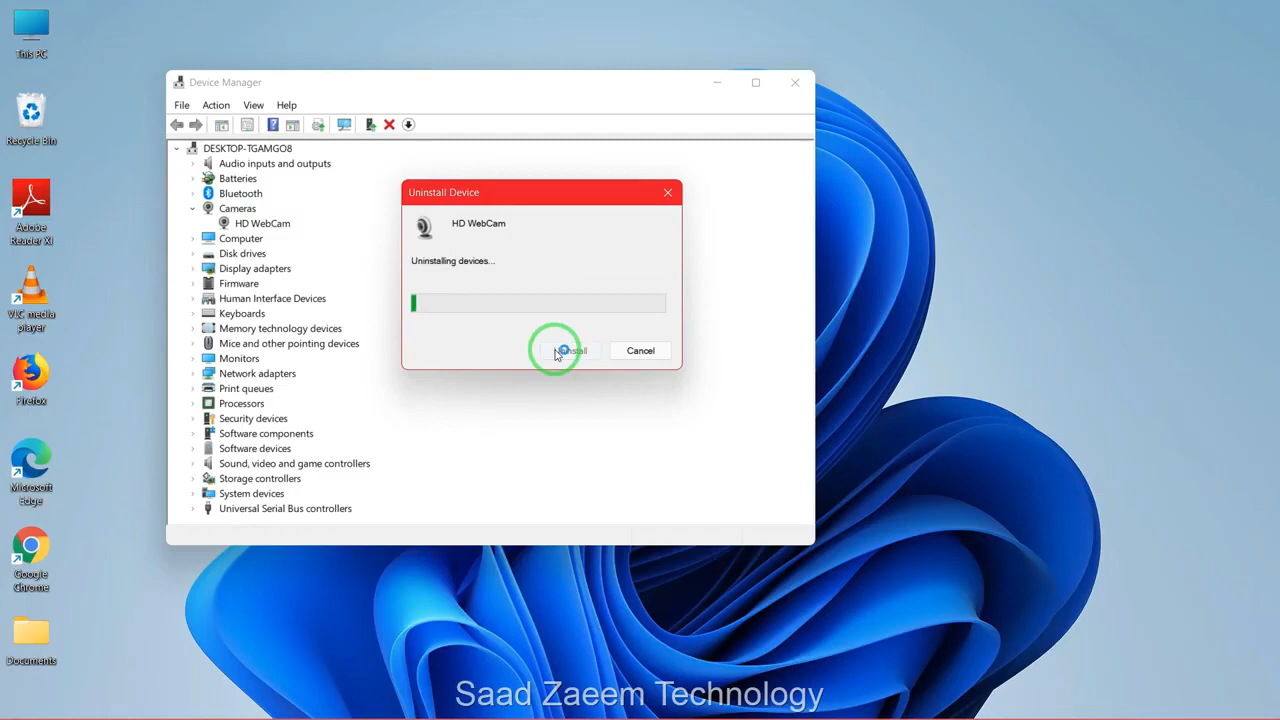 This PC
Recycle Bin
Adobe
Reader XI
VLC media
player
Firefox
Microsoft
Edge
Google
Chrome
Documents
Device Manager
File Action View Help
DESKTOP-TGAMGO8
Audio inputs and outputs
Batteries
Bluetooth
Cameras
HD WebCam
Computer
Disk drives
Display adapters
Firmware
Human Interface Devices
Keyboards
Memory technology devices
Mice and other pointing devices
Monitors
Network adapters
Print queues
Processors
Security devices
Software components
Software devices
Sound, video and game controllers
Storage controllers
System devices
Universal Serial Bus controllers
Uninstall Device
HD WebCam
Uninstalling devices...
Cancel
Saad Zaeem Technology